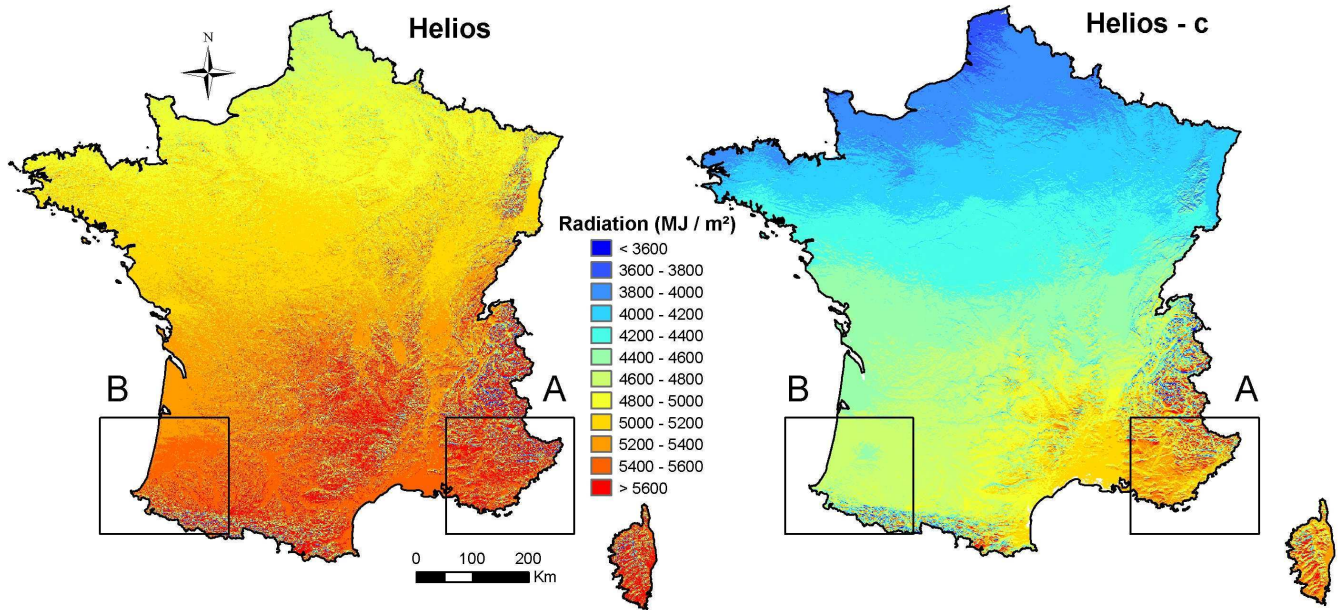 Helios
Helios - c
N
Radiation (MJ / m²)
< 3600
3600 - 3800
3800 - 4000
4000 - 4200
4200 - 4400
4400 - 4600
4600 - 4800
4800 - 5000
5000 - 5200
5200 - 5400
5400 - 5600
> 5600
B
A
B
A
0 100 200
Km